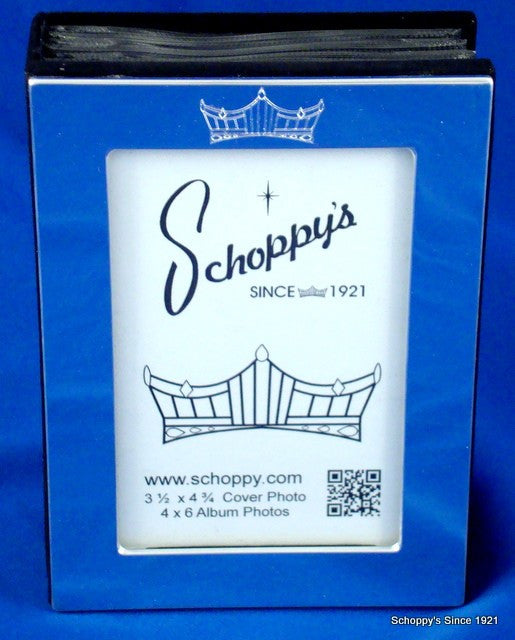 Schoppy's
SINCE 1921
www.schoppy.com
3 ½ x 4 ¾ Cover Photo
4 x 6 Album Photos
Schoppy's Since 1921